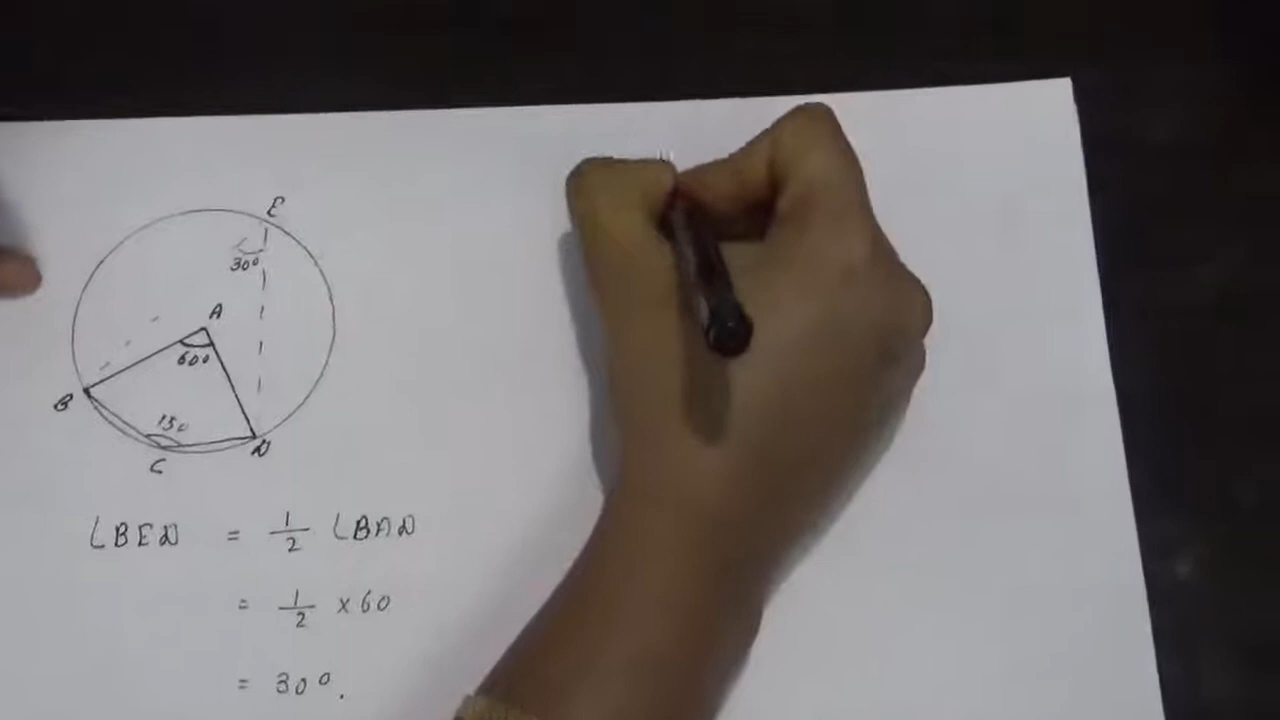 E
30°
A
60°
B
150
C
D
∠BED = 1/2 ∠BAD
= 1/2 × 60
= 30°.